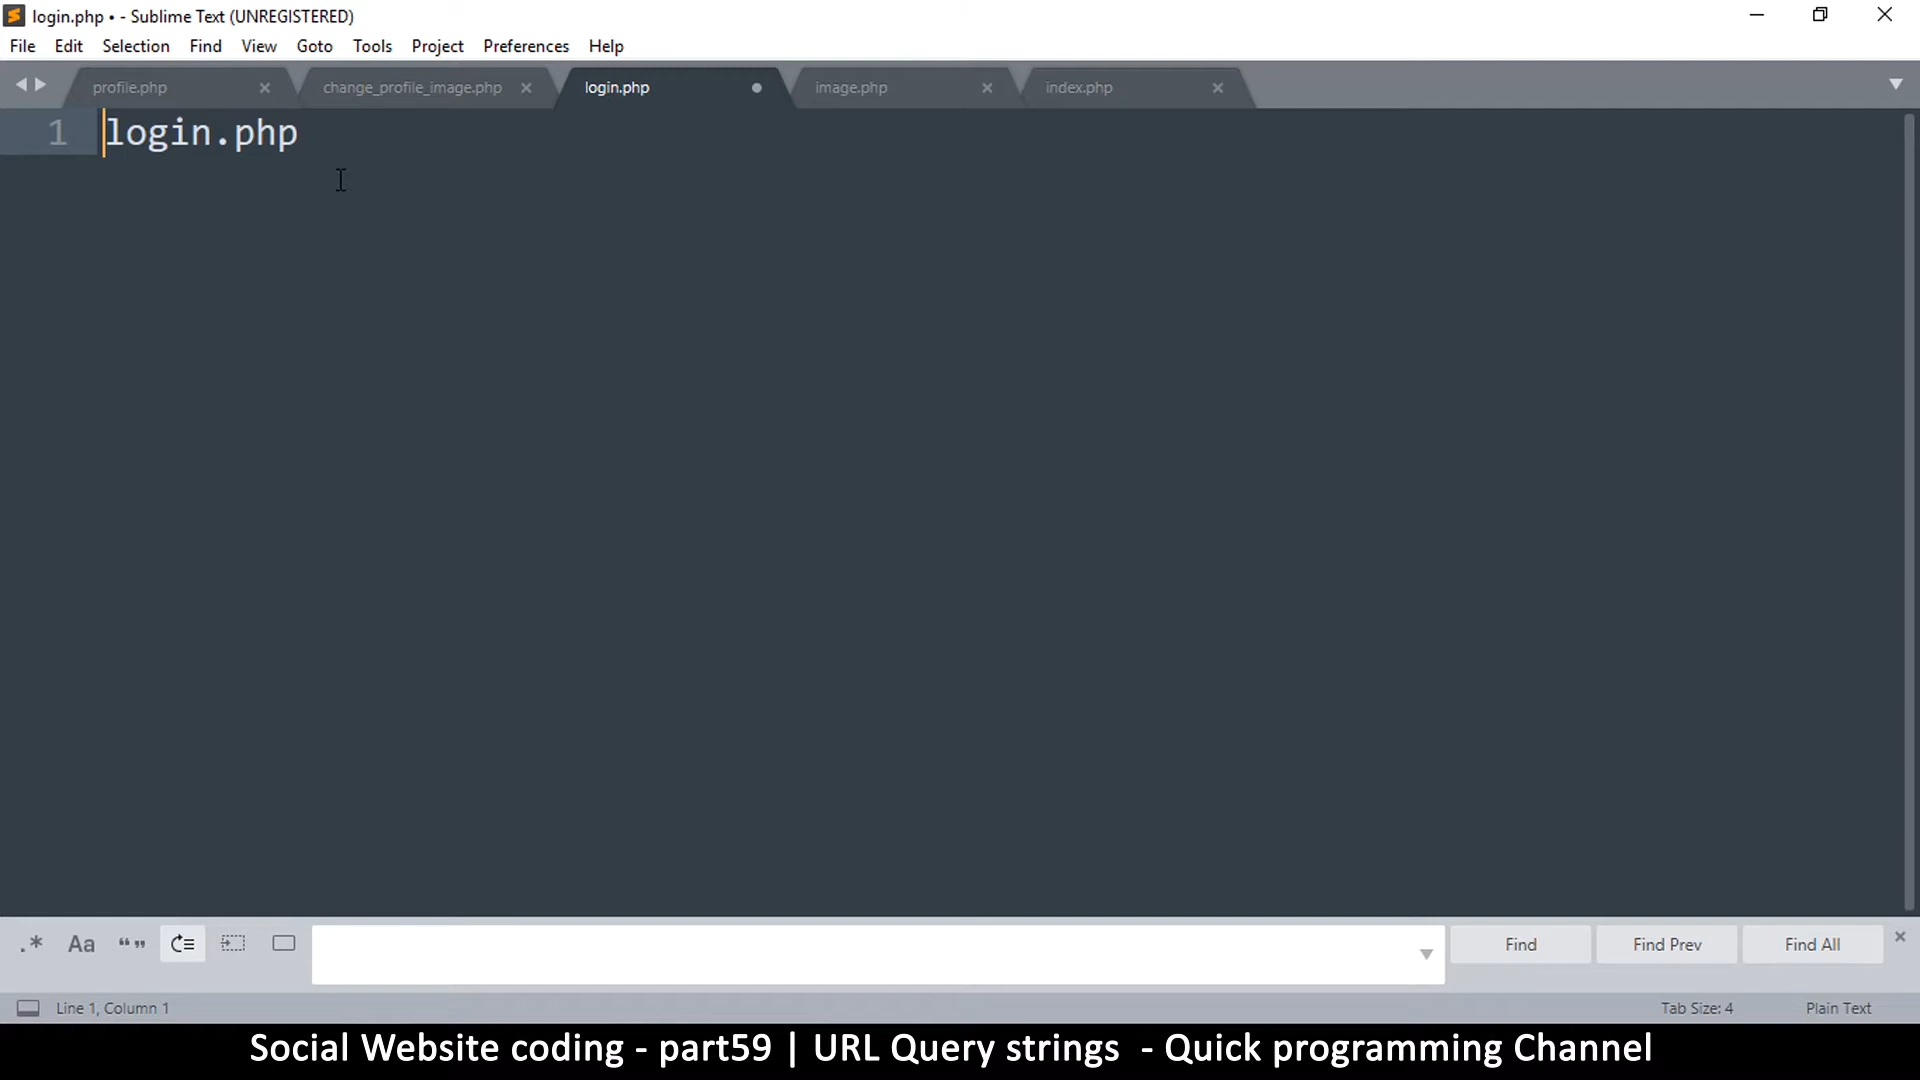 login.php • - Sublime Text (UNREGISTERED)
File Edit Selection Find View Goto Tools Project Preferences Help
profile.php change_profile_image.php login.php image.php index.php
1 login.php
.* Aa “ ” Find Find Prev Find All
Line 1, Column 1 Tab Size: 4 Plain Text
Social Website coding - part59 | URL Query strings - Quick programming Channel